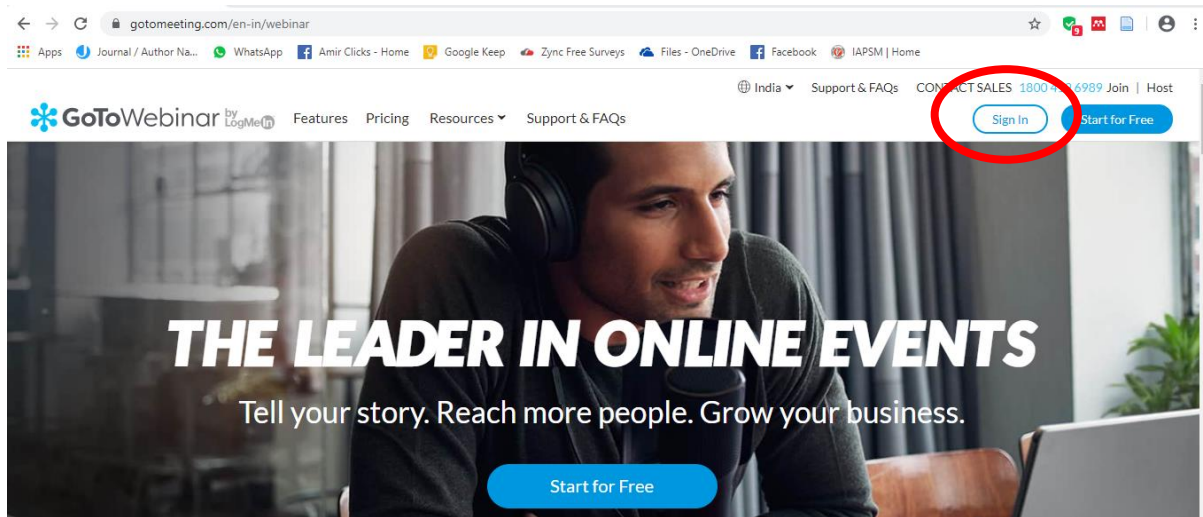 gotomeeting.com/en-in/webinar
Apps Journal / Author Na... WhatsApp Amir Clicks - Home Google Keep Zync Free Surveys Files - OneDrive Facebook IAPSM | Home
India Support & FAQs CONTACT SALES 1800 6989 Join | Host
GoToWebinar by LogMeIn Features Pricing Resources Support & FAQs Sign In Start for Free
THE LEADER IN ONLINE EVENTS
Tell your story. Reach more people. Grow your business.
Start for Free